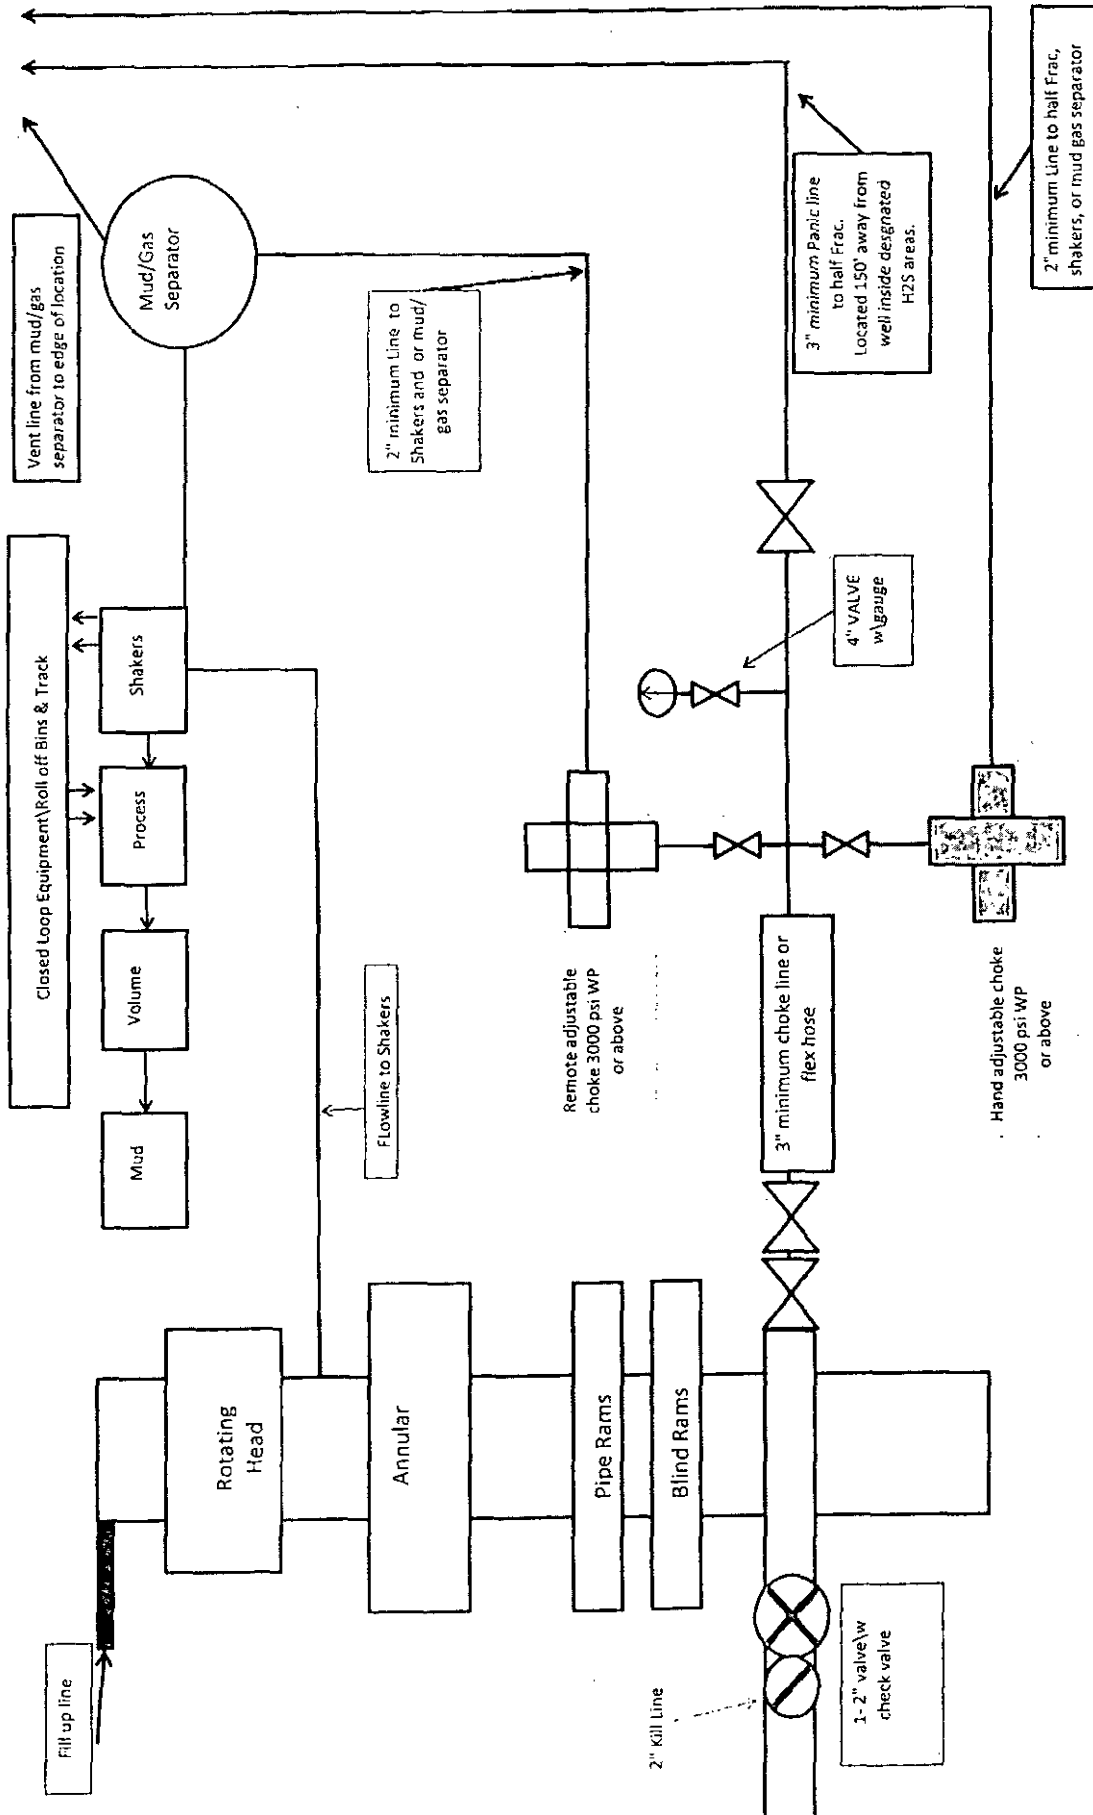 Fill up line
Rotating
Head
Annular
Pipe Rams
Blind Rams
2" Kill Line
1- 2" valve\w
check valve
Closed Loop Equipment\Roll off Bins & Track
Mud
Volume
Process
Shakers
FLowline to Shakers
Vent line from mud/gas
separator to edge of location
Mud/Gas
Separator
2" minimum Line to
Shakers and or mud/
gas separator
Remote adjustable
choke 3000 psi WP
or above
3" minimum choke line or
flex hose
4" VALVE
w\gauge
3" minimum Panic line
to half Frac.
Located 150' away from
well inside desgnated
H2S areas.
Hand adjustable choke
3000 psi WP
or above
2" minimum Line to half Frac,
shakers, or mud gas separator